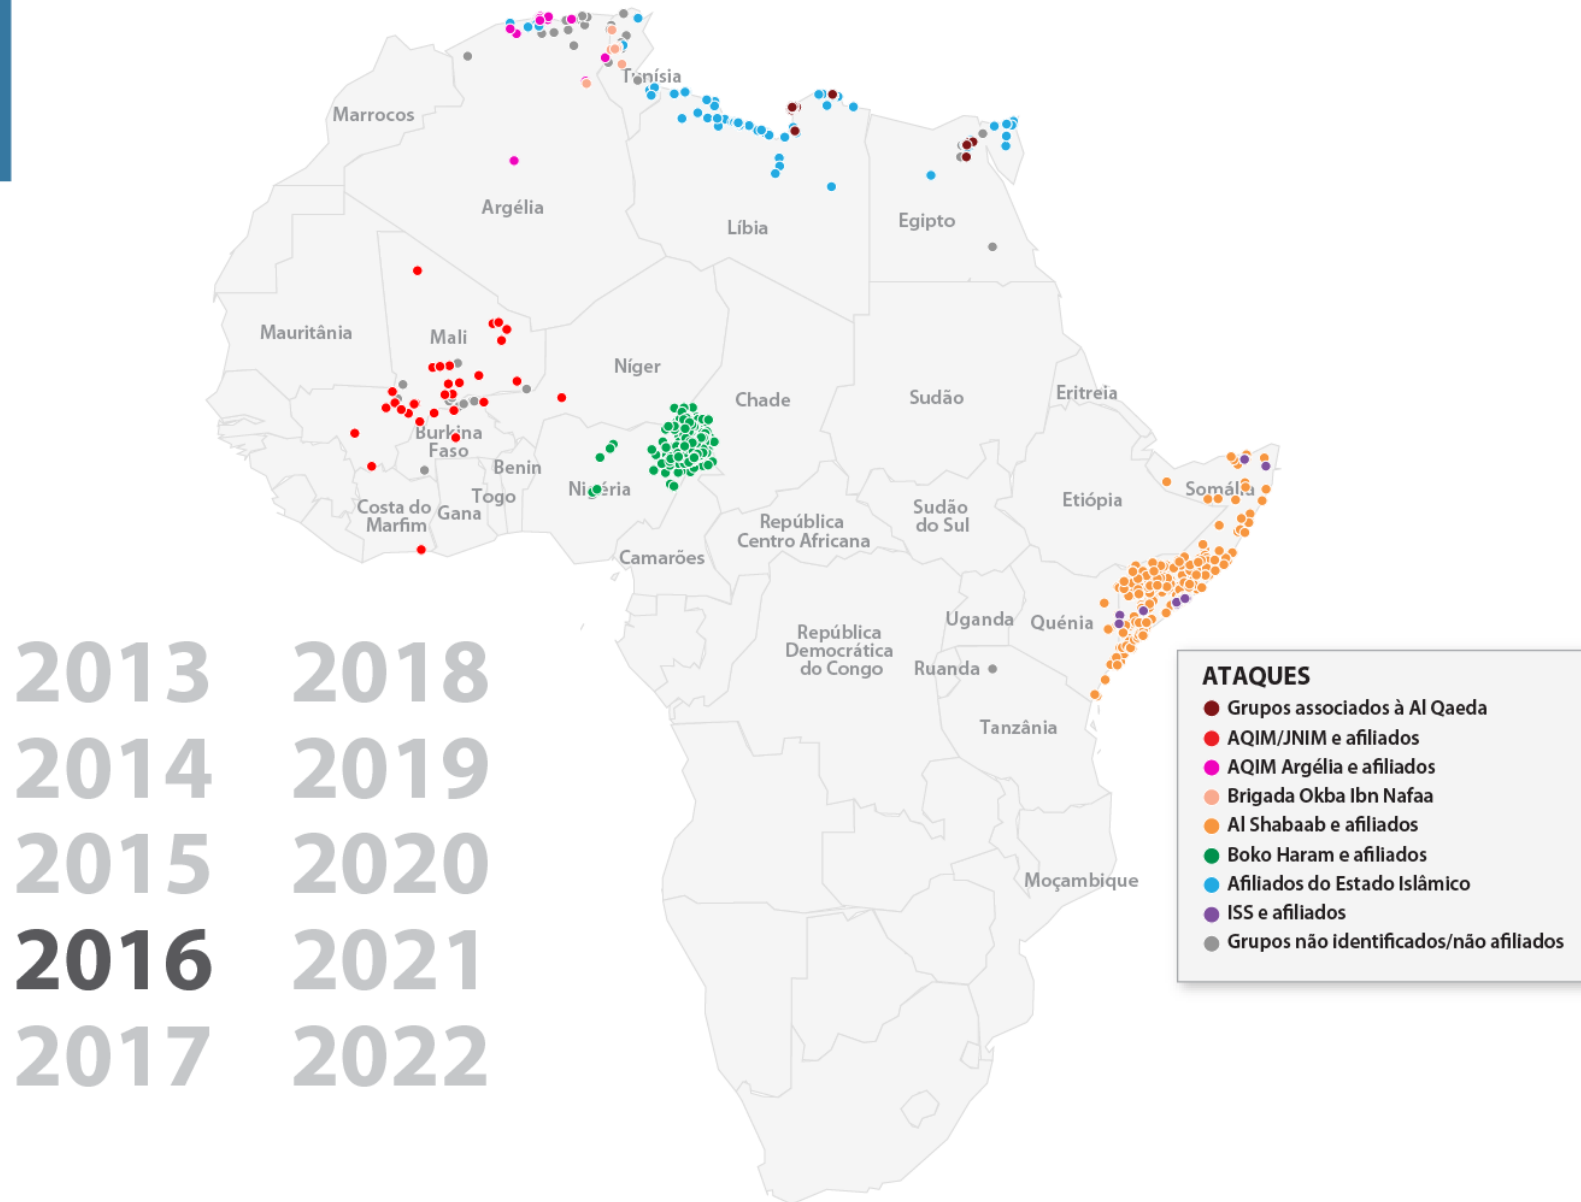 Tunísia
Marrocos
Argélia
Líbia
Egipto
Mauritânia
Mali
Níger
Chade
Sudão
Eritreia
Burkina
Faso
Benin
Togo
Nigéria
Costa do
Marfim
Gana
Camarões
República
Centro Africana
Sudão
do Sul
Etiópia
Somália
Uganda
Quénia
República
Democrática
do Congo
Ruanda
Tanzânia
Moçambique
2013 2018
2014 2019
2015 2020
2016 2021
2017 2022
ATAQUES
Grupos associados à Al Qaeda
AQIM/JNIM e afiliados
AQIM Argélia e afiliados
Brigada Okba Ibn Nafaa
Al Shabaab e afiliados
Boko Haram e afiliados
Afiliados do Estado Islâmico
ISS e afiliados
Grupos não identificados/não afiliados